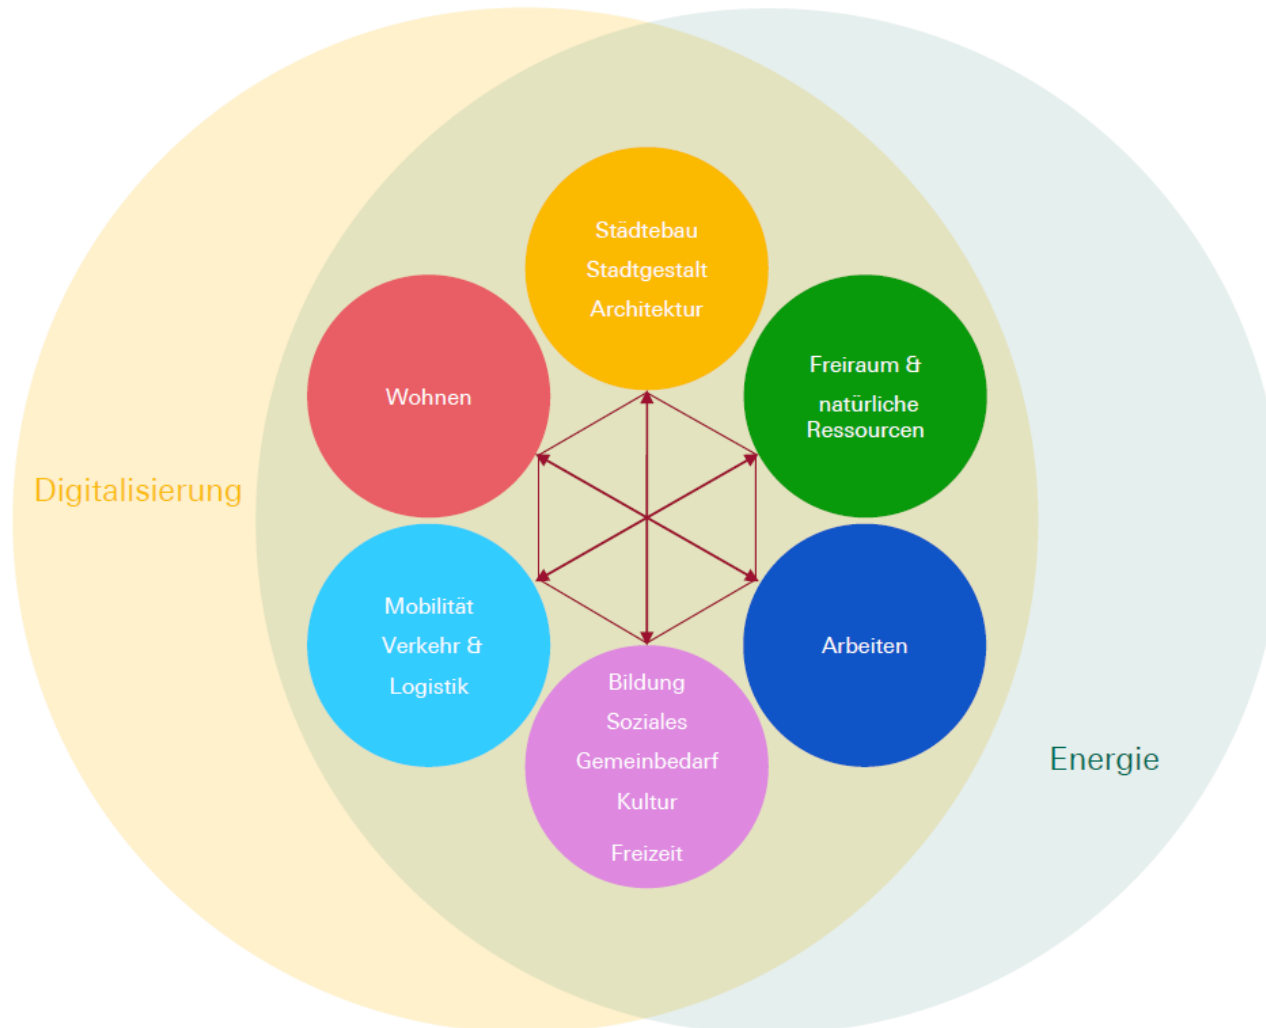 Städtebau
Stadtgestalt
Architektur
Wohnen
Freiraum &
natürliche
Ressourcen
Digitalisierung
Mobilität
Verkehr &
Logistik
Arbeiten
Bildung
Soziales
Gemeinbedarf
Kultur
Freizeit
Energie